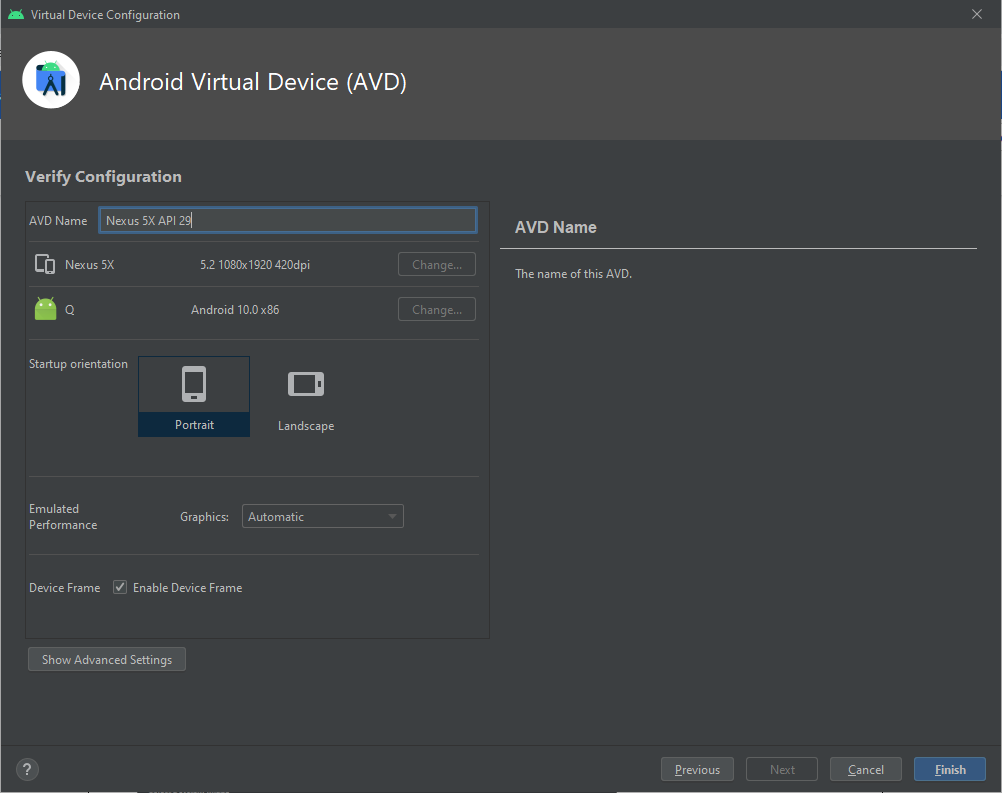 Virtual Device Configuration
Android Virtual Device (AVD)
Verify Configuration
AVD Name Nexus 5X API 29
Nexus 5X 5.2 1080x1920 420dpi Change...
Q Android 10.0 x86 Change...
Startup orientation
Portrait
Landscape
Emulated
Performance
Graphics: Automatic
Device Frame Enable Device Frame
Show Advanced Settings
AVD Name
The name of this AVD.
? Previous Next Cancel Finish